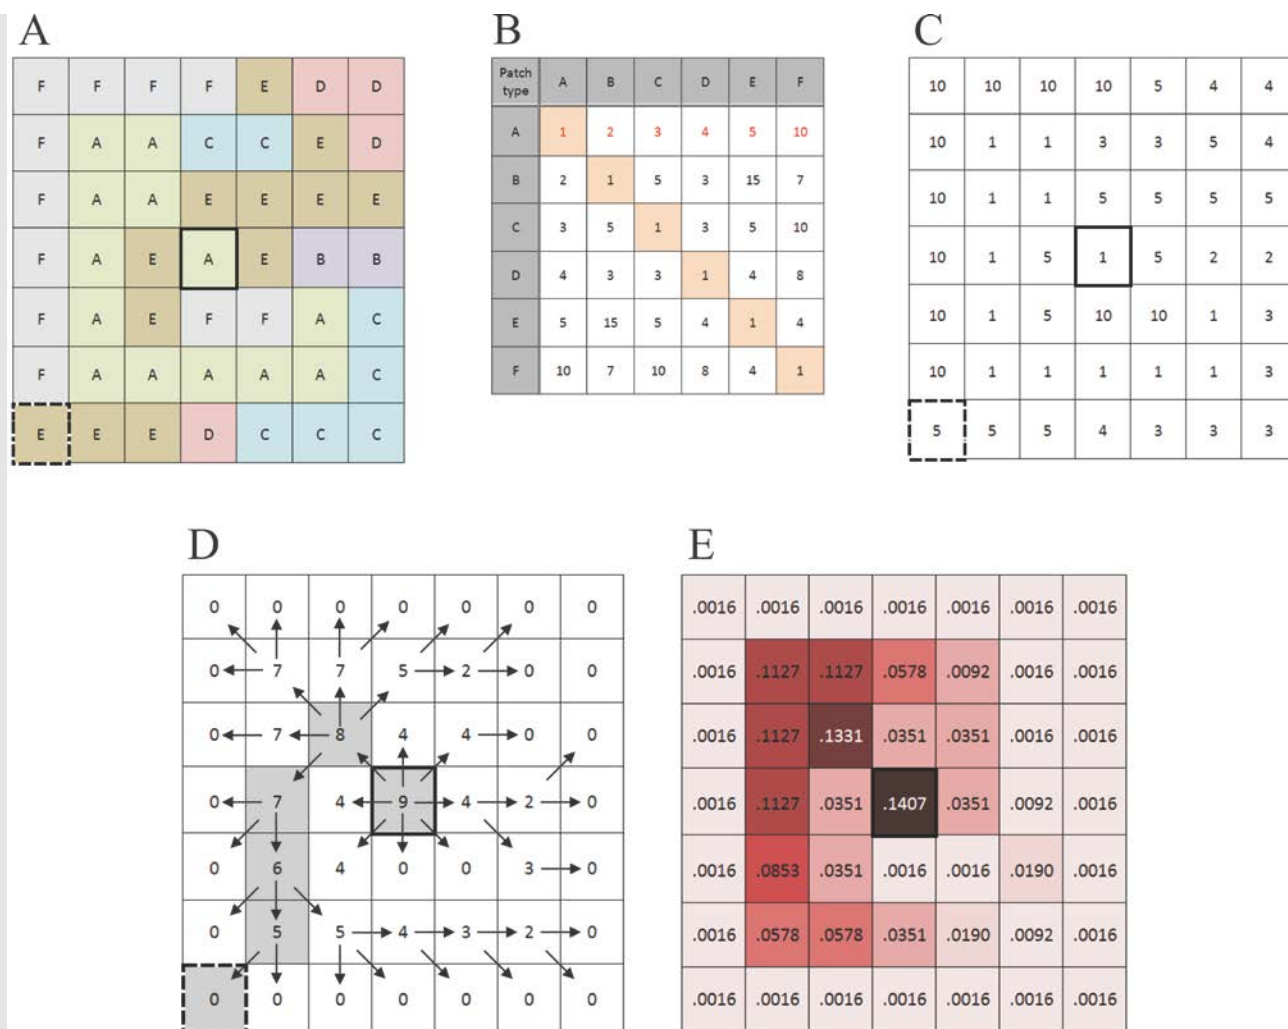 A B C
F F F F E D D
F A A C C E D
F A A E E E E
F A E A E B B
F A E F F A C
F A A A A A C
E E E D C C C
Patch type A B C D E F
A 1 2 3 4 5 10
B 2 1 5 3 15 7
C 3 5 1 3 5 10
D 4 3 3 1 4 8
E 5 15 5 4 1 4
F 10 7 10 8 4 1
10 10 10 10 5 4 4
10 1 1 3 3 5 4
10 1 1 5 5 5 5
10 1 5 1 5 2 2
10 1 5 10 10 1 3
10 1 1 1 1 1 3
5 5 5 4 3 3 3
D E
0 0 0 0 0 0 0
0 7 7 5 2 0 0
0 7 8 4 4 0 0
0 7 4 9 4 2 0
0 6 4 0 0 3 0
0 5 5 4 3 2 0
0 0 0 0 0 0 0
.0016 .0016 .0016 .0016 .0016 .0016 .0016
.0016 .1127 .1127 .0578 .0092 .0016 .0016
.0016 .1127 .1331 .0351 .0351 .0016 .0016
.0016 .1127 .0351 .1407 .0351 .0092 .0016
.0016 .0853 .0351 .0016 .0016 .0190 .0016
.0016 .0578 .0578 .0351 .0190 .0092 .0016
.0016 .0016 .0016 .0016 .0016 .0016 .0016